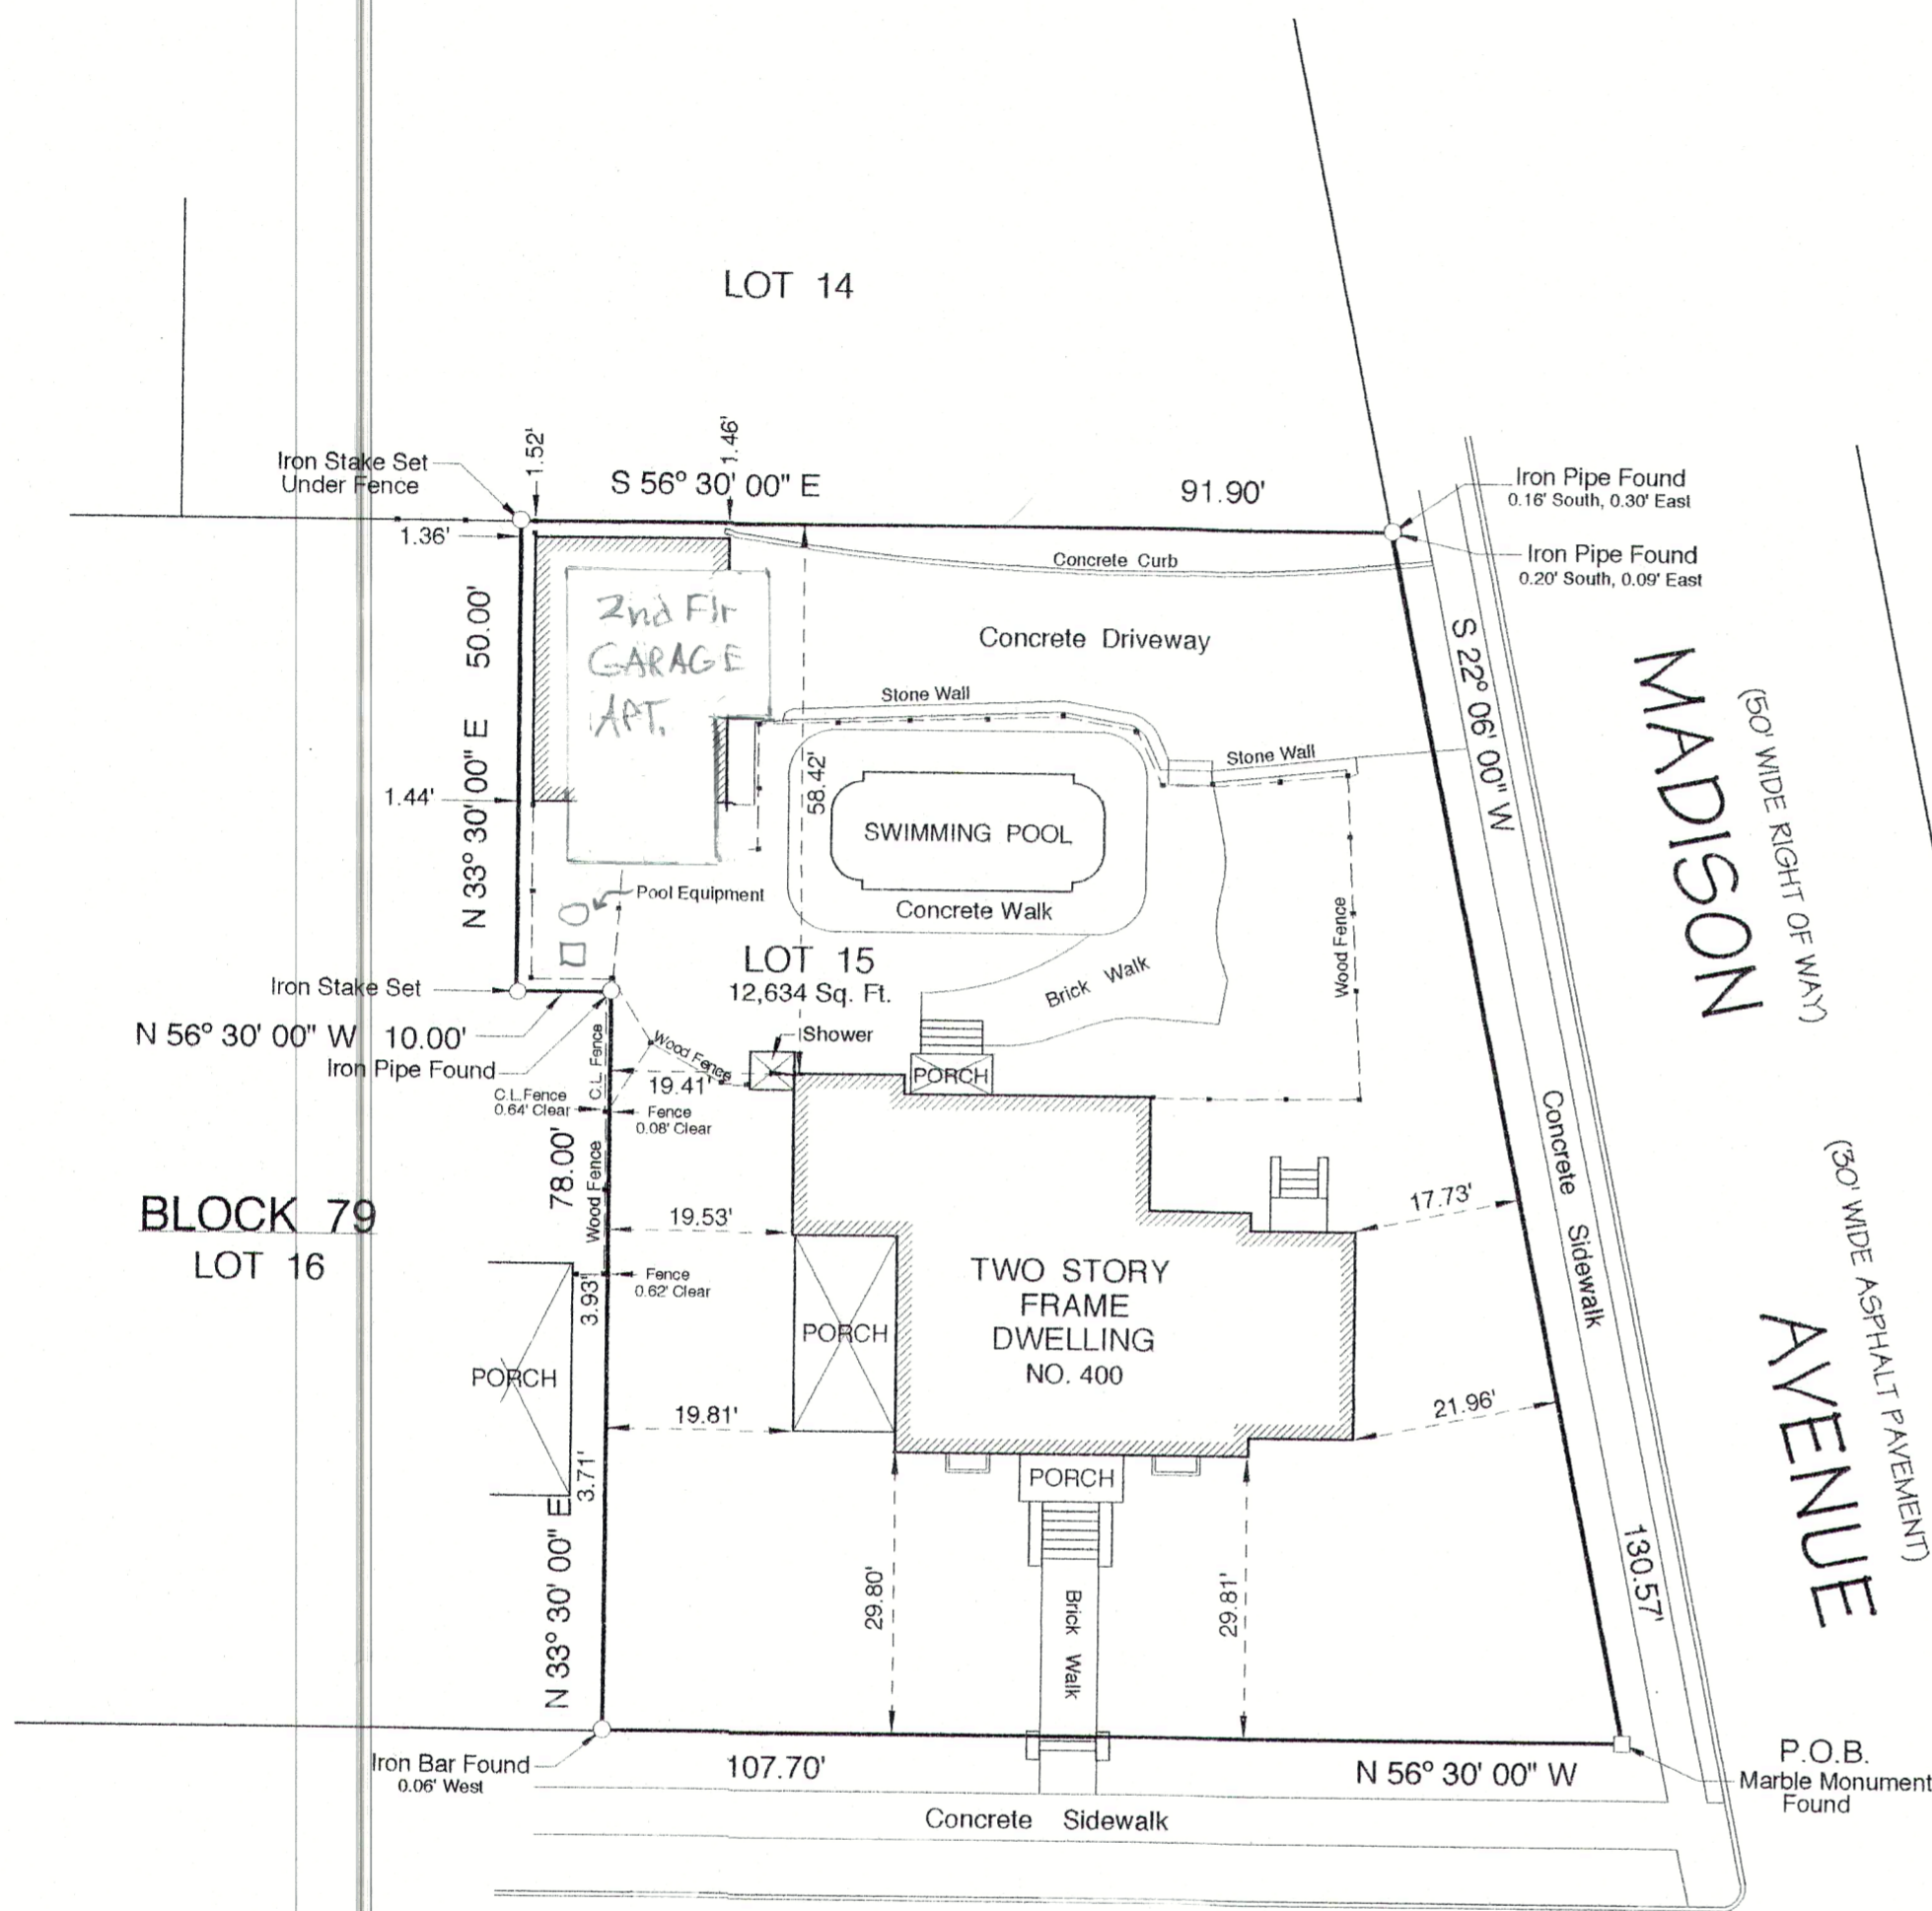 LOT 14
1.52'
1.46'
Iron Stake Set
Under Fence
S 56° 30' 00" E
91.90'
Iron Pipe Found
0.16' South, 0.30' East
1.36'
Concrete Curb
Iron Pipe Found
0.20' South, 0.09' East
2nd Flr
GARAGE
APT.
N 33° 30' 00" E 50.00'
Concrete Driveway
S 22° 06' 00" W
MADISON
(50' WIDE RIGHT OF WAY)
Stone Wall
Stone Wall
1.44'
58.42'
SWIMMING POOL
Pool Equipment
Concrete Walk
Wood Fence
LOT 15
12,634 Sq. Ft.
Brick Walk
Iron Stake Set
N 56° 30' 00" W 10.00'
Shower
Iron Pipe Found
C.L. Fence
Wood Fence
19.41'
PORCH
C.L. Fence
0.64' Clear
Fence
0.08' Clear
78.00'
Wood Fence
Concrete Sidewalk
(30' WIDE ASPHALT PAVEMENT)
BLOCK 79
LOT 16
19.53'
17.73'
Fence
0.62' Clear
3.93'
TWO STORY
FRAME
DWELLING
NO. 400
PORCH
PORCH
AVENUE
19.81'
21.96'
3.71'
PORCH
N 33° 30' 00" E
29.80'
Brick Walk
29.81'
130.57'
Iron Bar Found
0.06' West
107.70'
N 56° 30' 00" W
P.O.B.
Marble Monument
Found
Concrete Sidewalk